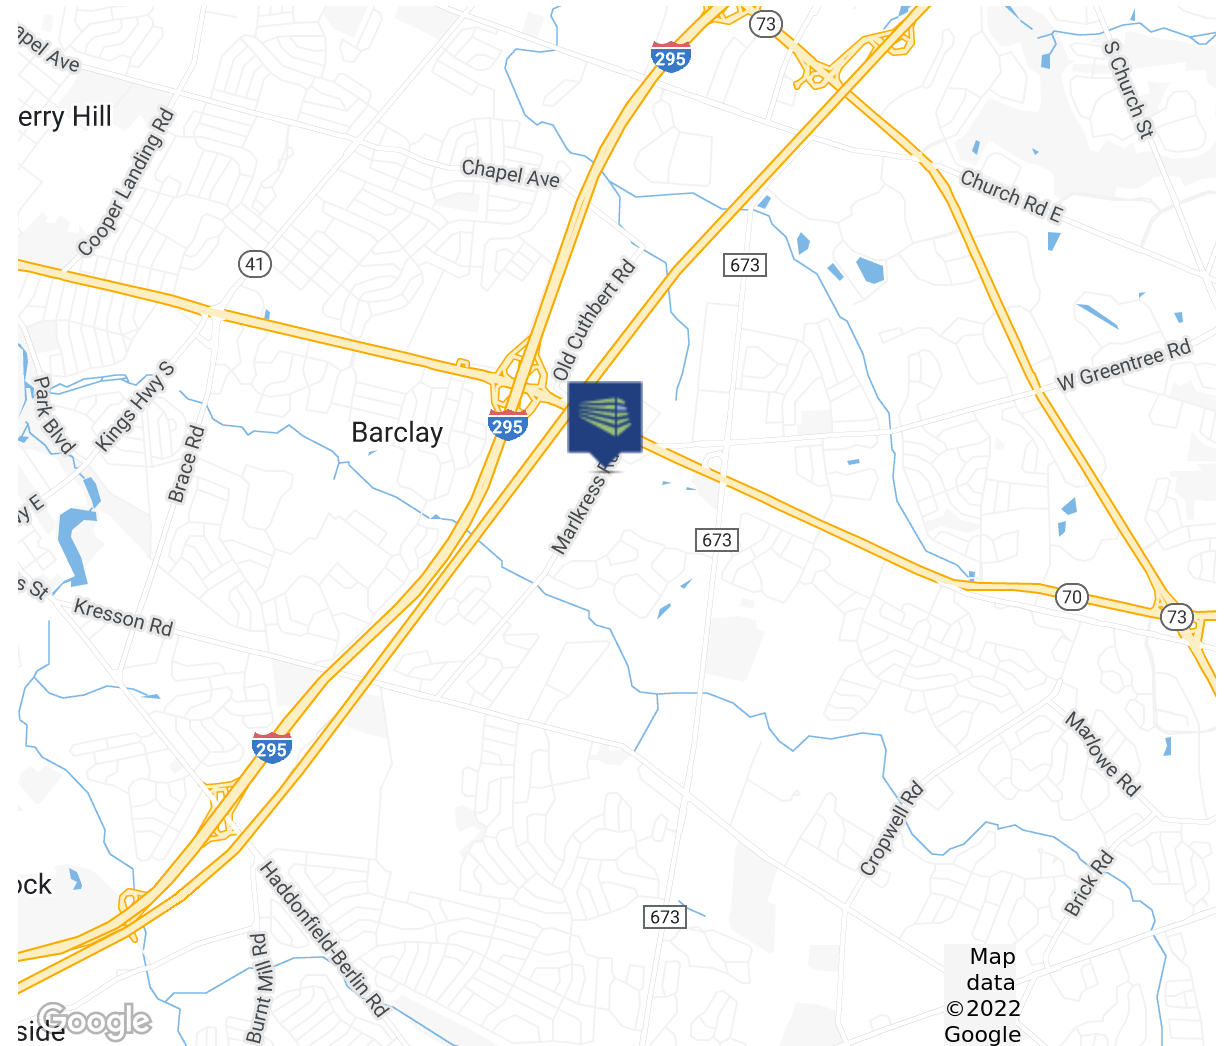 73
295
apel Ave
S Church St
erry Hill
Cooper Landing Rd
Chapel Ave
Church Rd E
41
673
Old Cuthbert Rd
W Greentree Rd
Park Blvd
Kings Hwy S
Barclay
295
Brace Rd
Marlkress Rd
y E
673
s St
Kresson Rd
70
73
295
Marlowe Rd
Cropwell Rd
ock
Haddonfield-Berlin Rd
Brick Rd
673
Burnt Mill Rd
Map
data
©2022
Google
Google
side